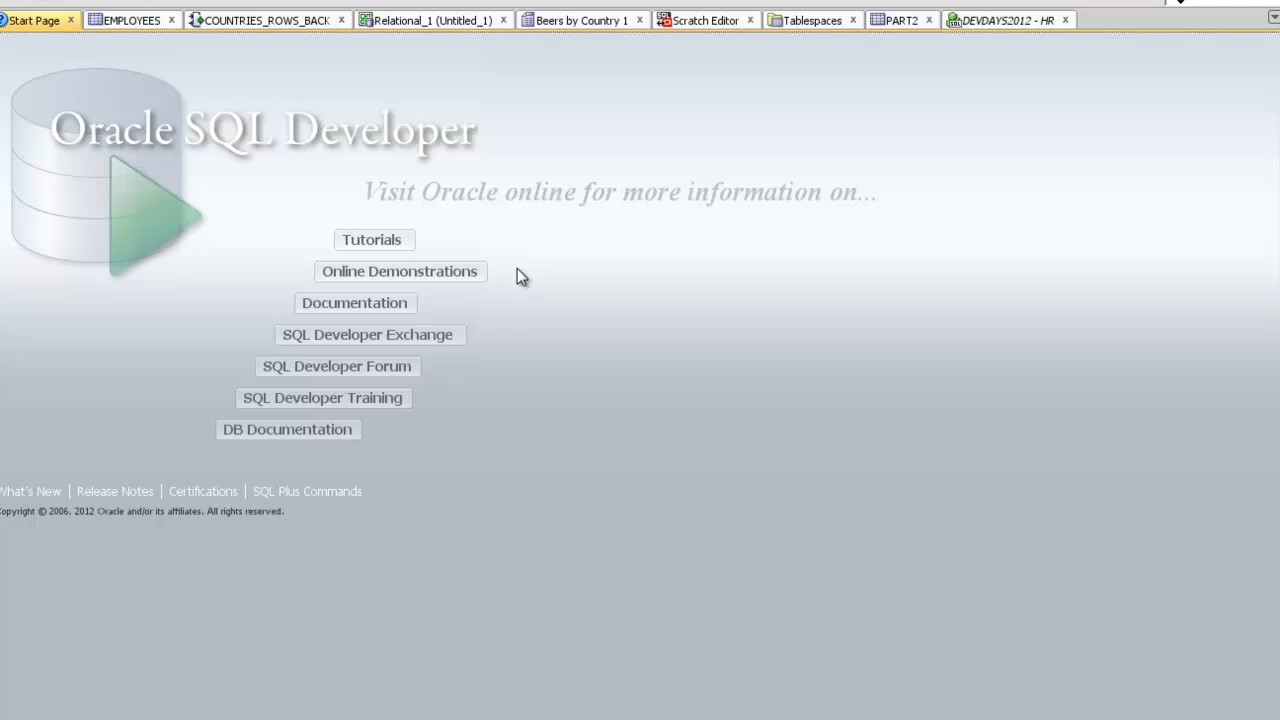 Start Page EMPLOYEES COUNTRIES_ROWS_BACK Relational_1 (Untitled_1) Beers by Country 1 Scratch Editor Tablespaces PART2 DEVDAYS2012 - HR
Oracle SQL Developer
Visit Oracle online for more information on...
Tutorials
Online Demonstrations
Documentation
SQL Developer Exchange
SQL Developer Forum
SQL Developer Training
DB Documentation
What's New | Release Notes | Certifications | SQL Plus Commands
Copyright © 2006, 2012 Oracle and/or its affiliates. All rights reserved.